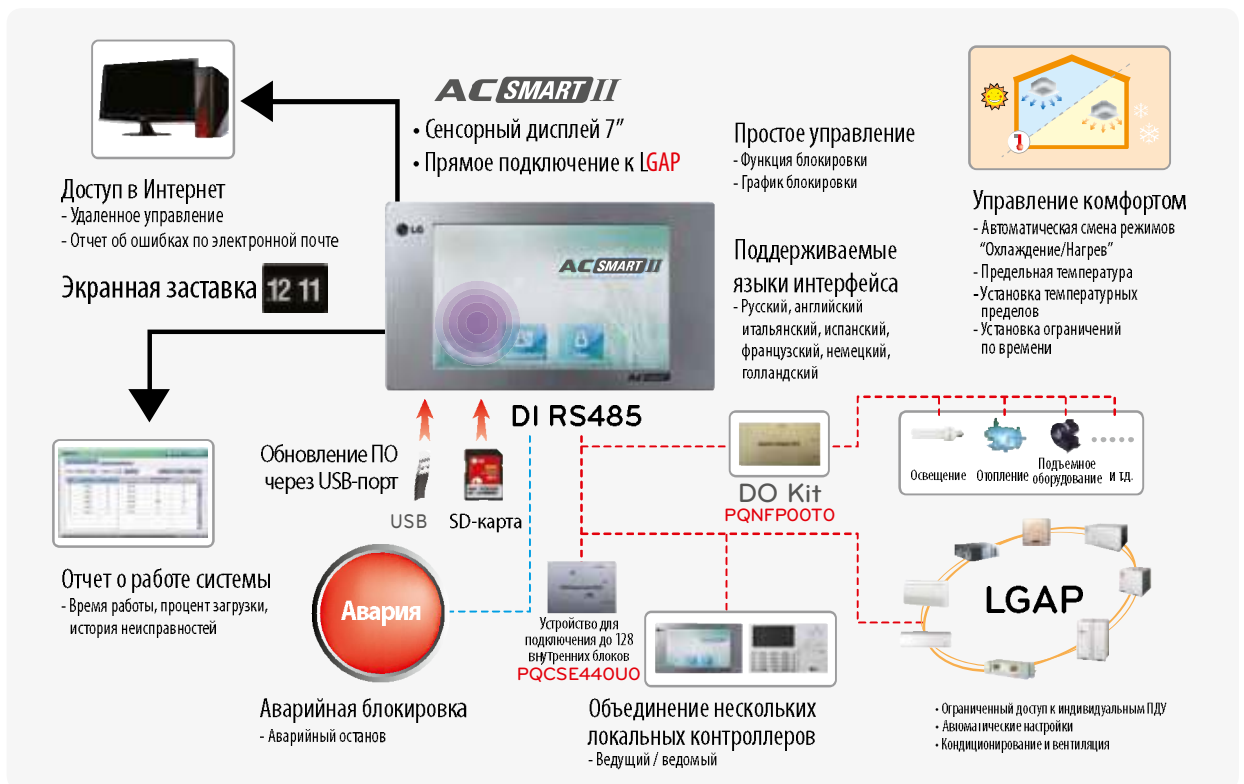 AC SMART II
• Сенсорный дисплей 7”
• Прямое подключение к LGAP
Доступ в Интернет
- Удаленное управление
- Отчет об ошибках по электронной почте
Экранная заставка 12 11
LG
AC SMART II
AC SMART II
Простое управление
- Функция блокировки
- График блокировки
Поддерживаемые
языки интерфейса
- Русский, английский
итальянский, испанский,
французский, немецкий,
голландский
Управление комфортом
- Автоматическая смена режимов
“Охлаждение/Нагрев”
- Предельная температура
- Установка температурных
пределов
- Установка ограничений
по времени
DI RS485
Обновление ПО
через USB-порт
USB
SD-карта
DO Kit
PQNFP00T0
Освещение
Отопление
Подъемное
оборудование
и т.д.
Отчет о работе системы
- Время работы, процент загрузки,
история неисправностей
Авария
Аварийная блокировка
- Аварийный останов
Устройство для
подключения до 128
внутренних блоков
PQCSE440U0
Объединение нескольких
локальных контроллеров
- Ведущий / ведомый
LGAP
• Ограниченный доступ к индивидуальным ПДУ
• Авиоматические настройки
• Кондиционирование и вентиляция